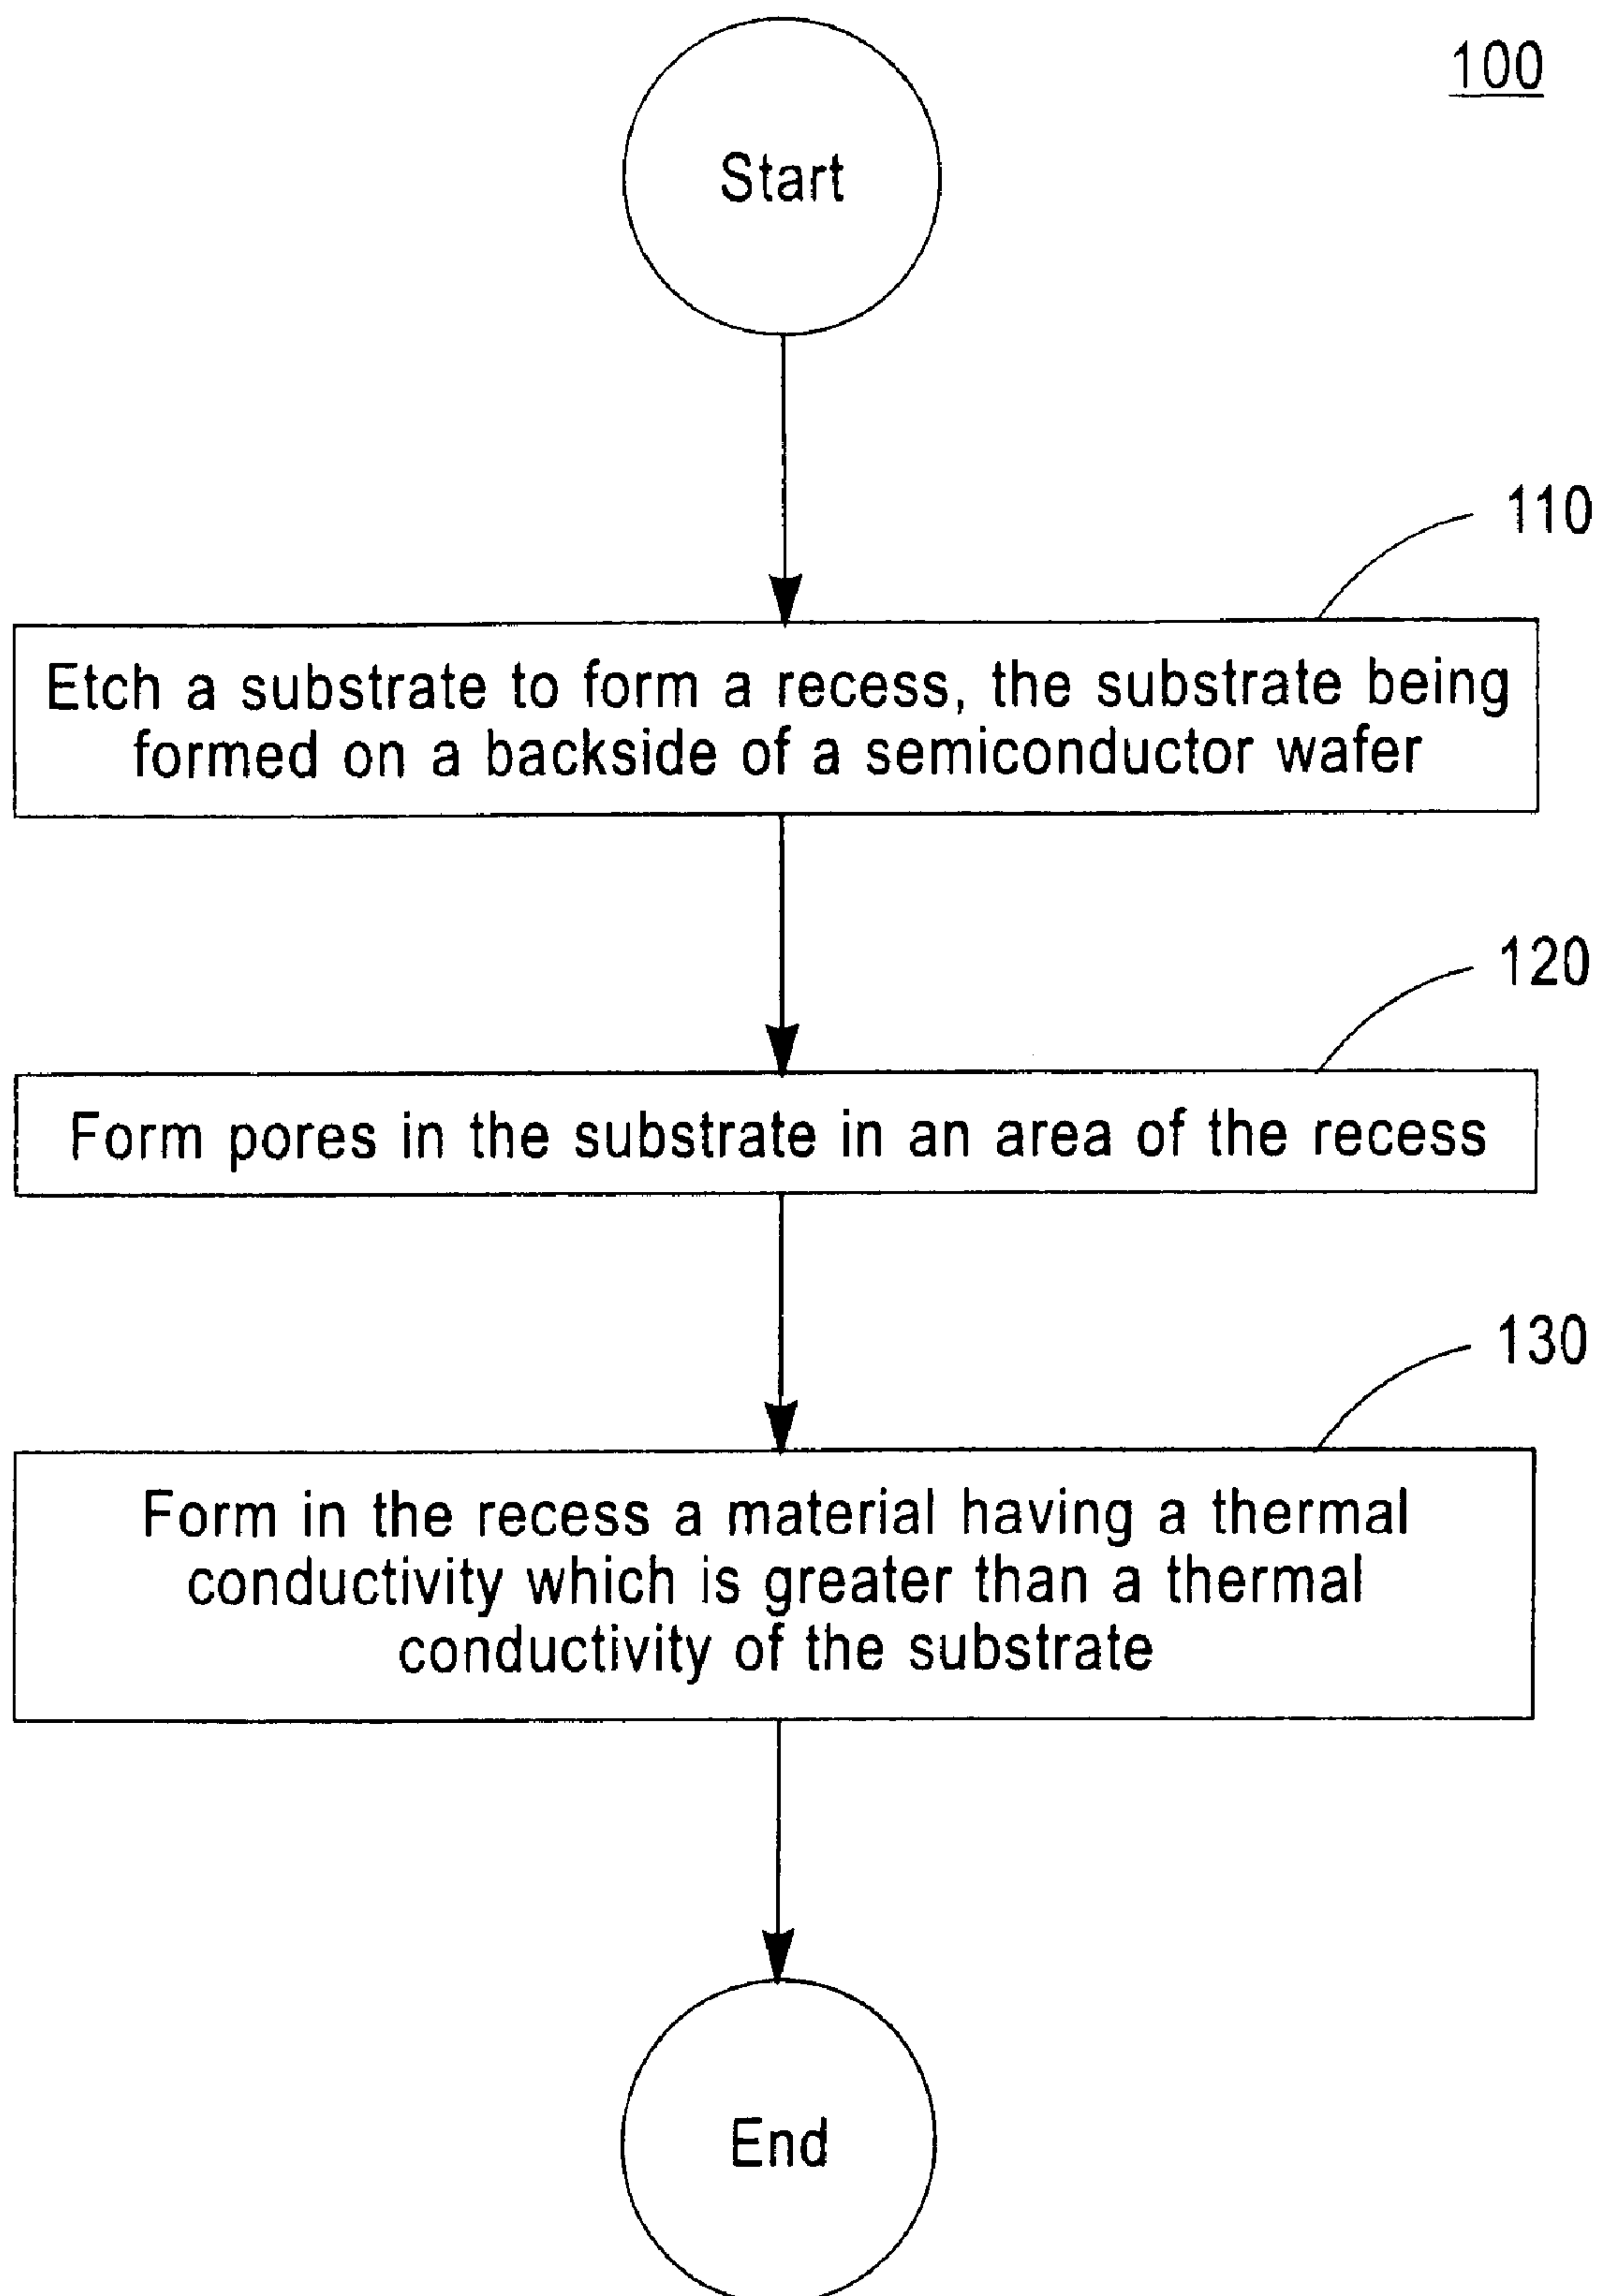 100
Start
110
Etch a substrate to form a recess, the substrate being
formed on a backside of a semiconductor wafer
120
Form pores in the substrate in an area of the recess
130
Form in the recess a material having a thermal
conductivity which is greater than a thermal
conductivity of the substrate
End